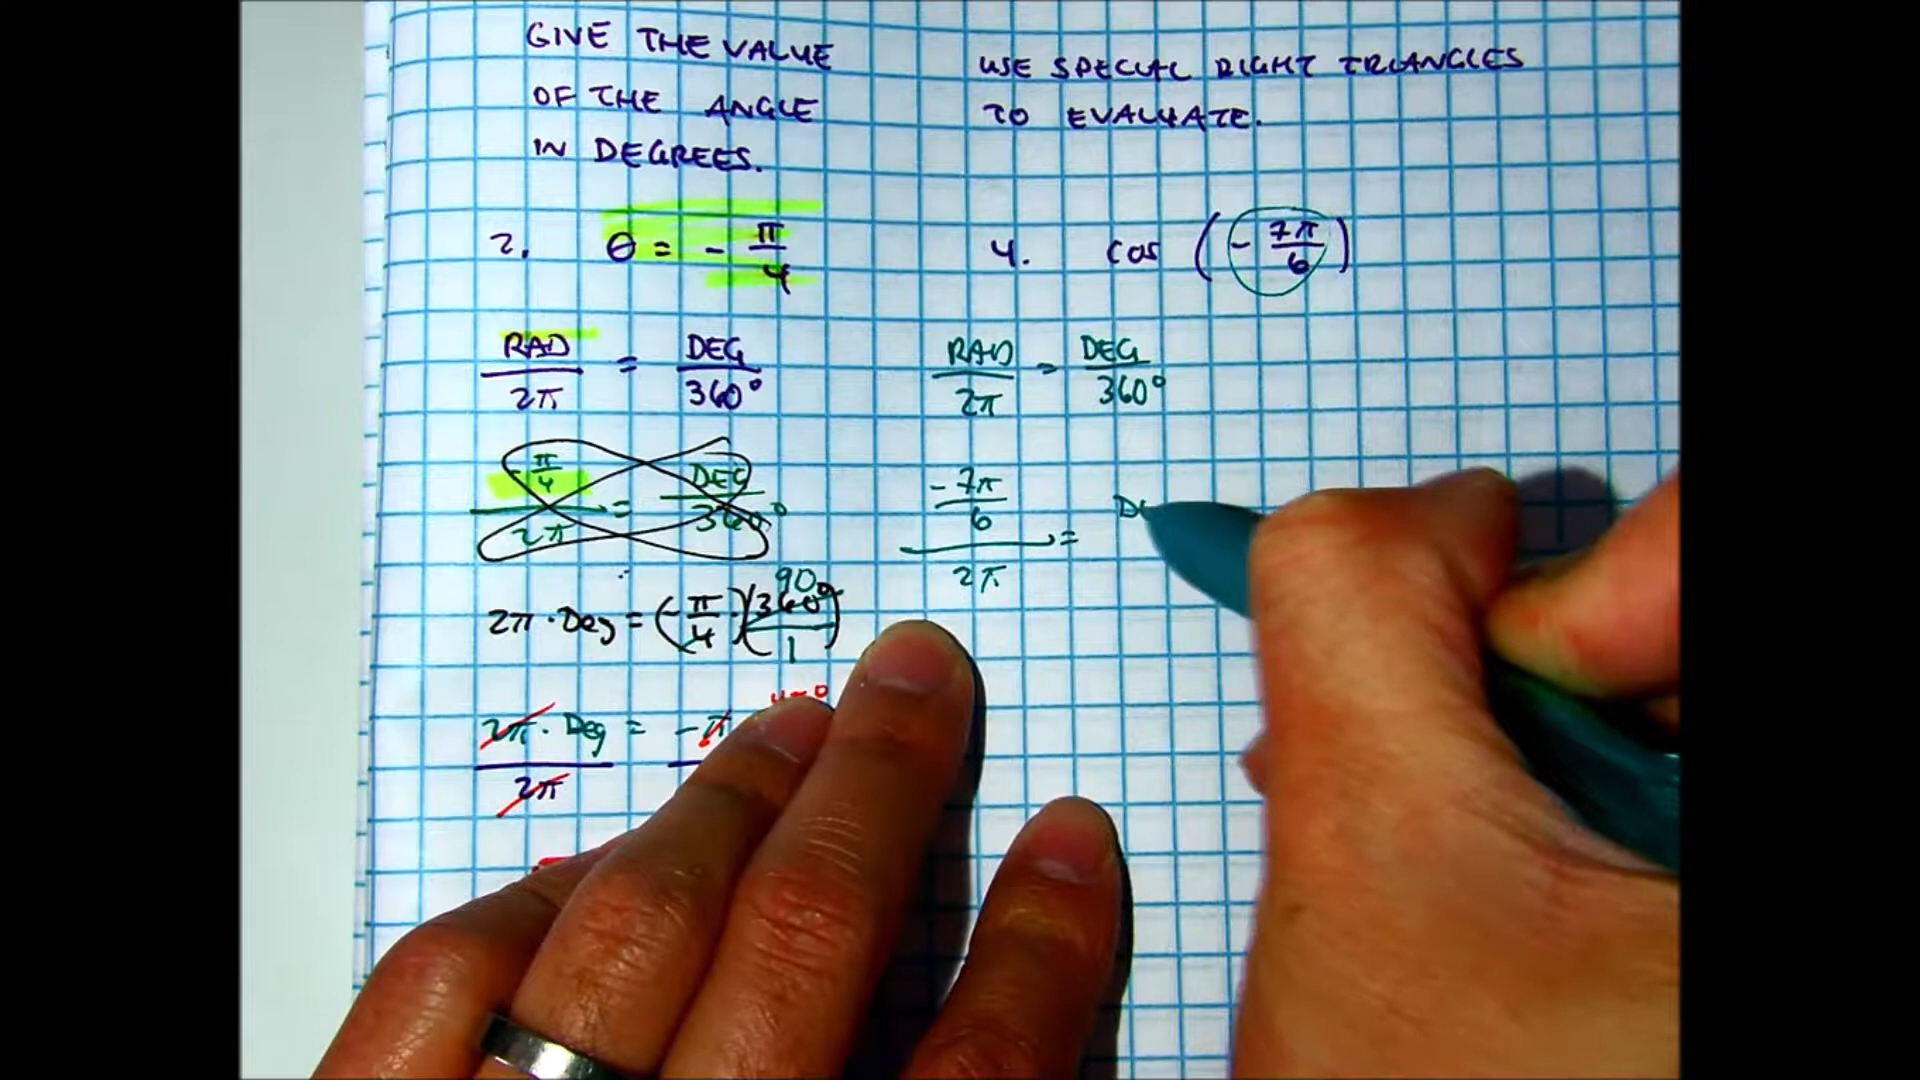 GIVE THE VALUE
OF THE ANGLE
IN DEGREES.
2. θ = - π/4
RAD/2π = DEG/360°
-π/4 / 2π = DEG/360°
2π · Deg = (-π/4)(360°/1)
90
2π · Deg = -π
2π
USE SPECIAL RIGHT TRIANGLES
TO EVALUATE.
4. cos (- 7π/6)
RAD/2π = DEG/360°
-7π/6 / 2π =